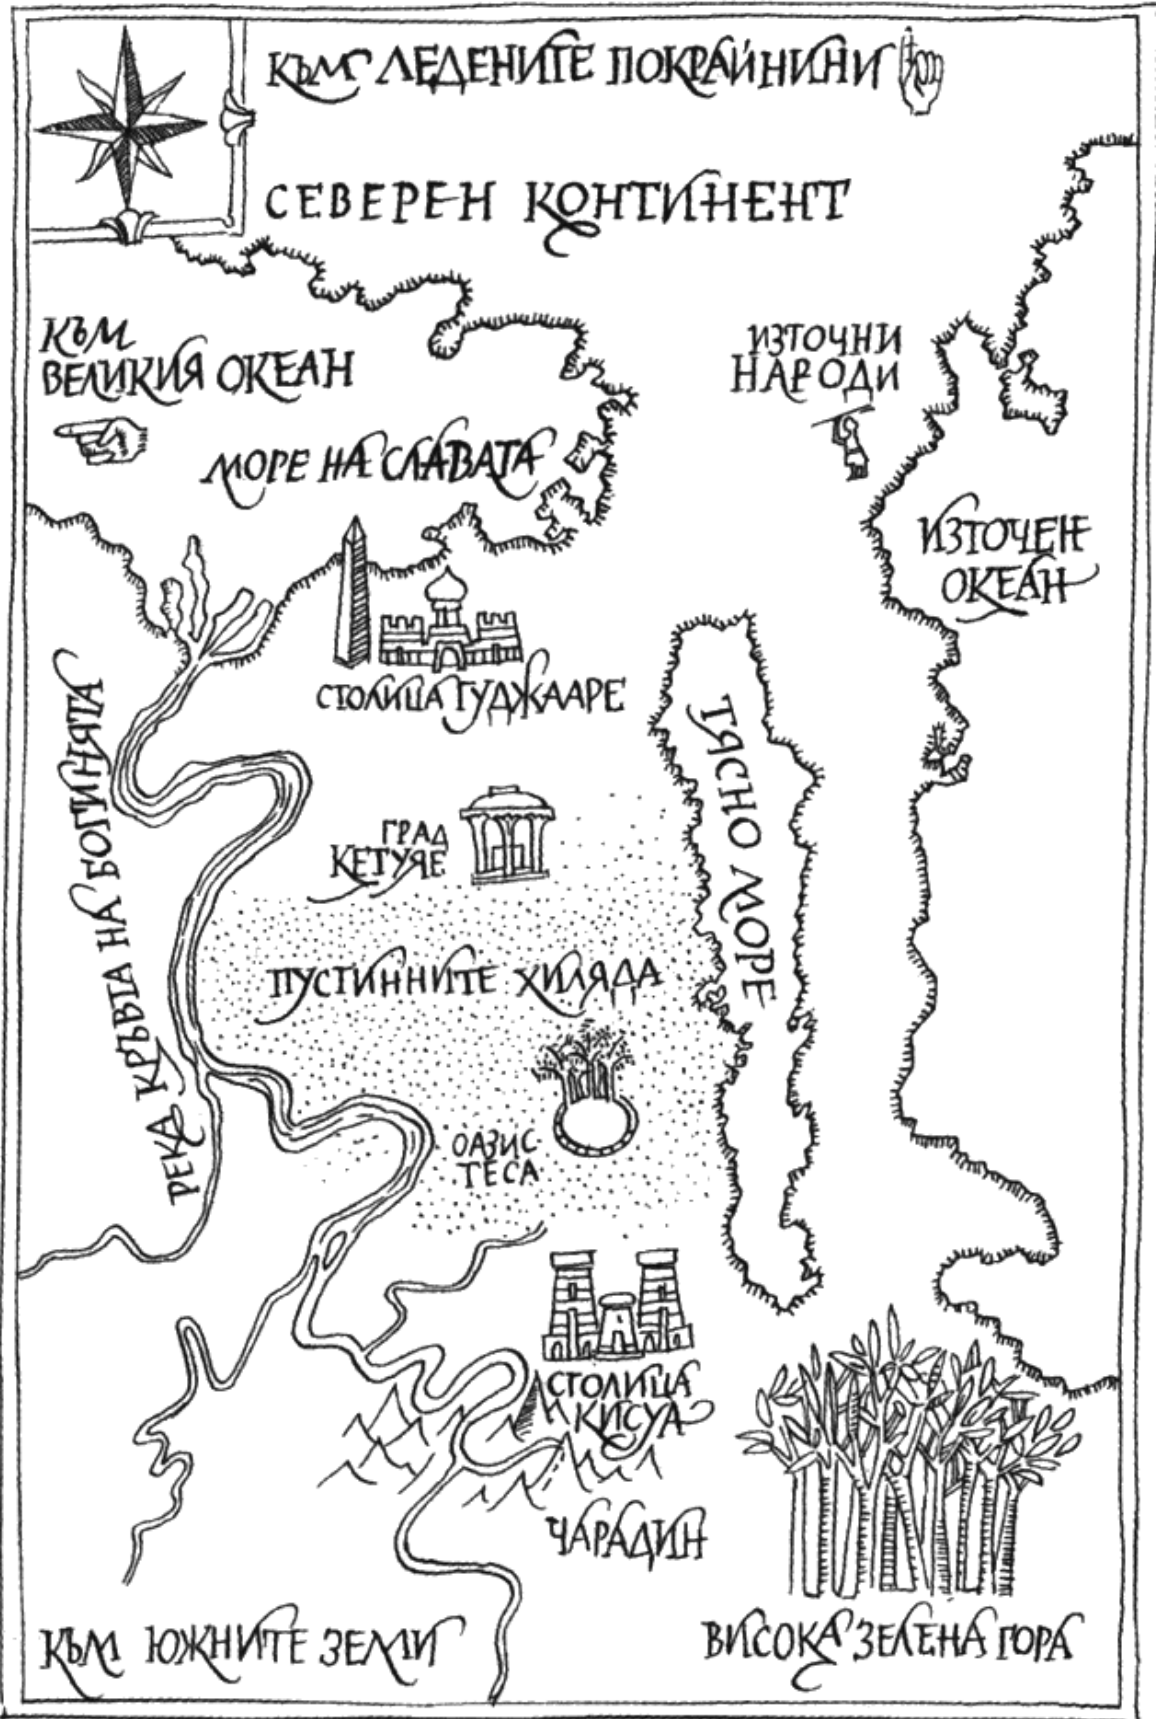 КЪМ ЛЕДЕНИТЕ ПОКРАЙНИНИ
СЕВЕРЕН КОНТИНЕНТ
КЪМ
ВЕЛИКИЯ ОКЕАН
ИЗТОЧНИ
НАРОДИ
МОРЕ НА СЛАВАТА
ИЗТОЧЕН
ОКЕАН
СТОЛИЦА ГУДЖААРЕ
РЕКА КРЪВТА НА БОГИНЯТА
ТЯСНО МОРЕ
ГРАД
КЕТУЯЕ
ПУСТИННИТЕ ХИЛЯДА
ОАЗИС
ТЕСА
СТОЛИЦА
КИСУА
ЧАРАДИН
КЪМ ЮЖНИТЕ ЗЕМИ
ВИСОКА ЗЕЛЕНА ГОРА